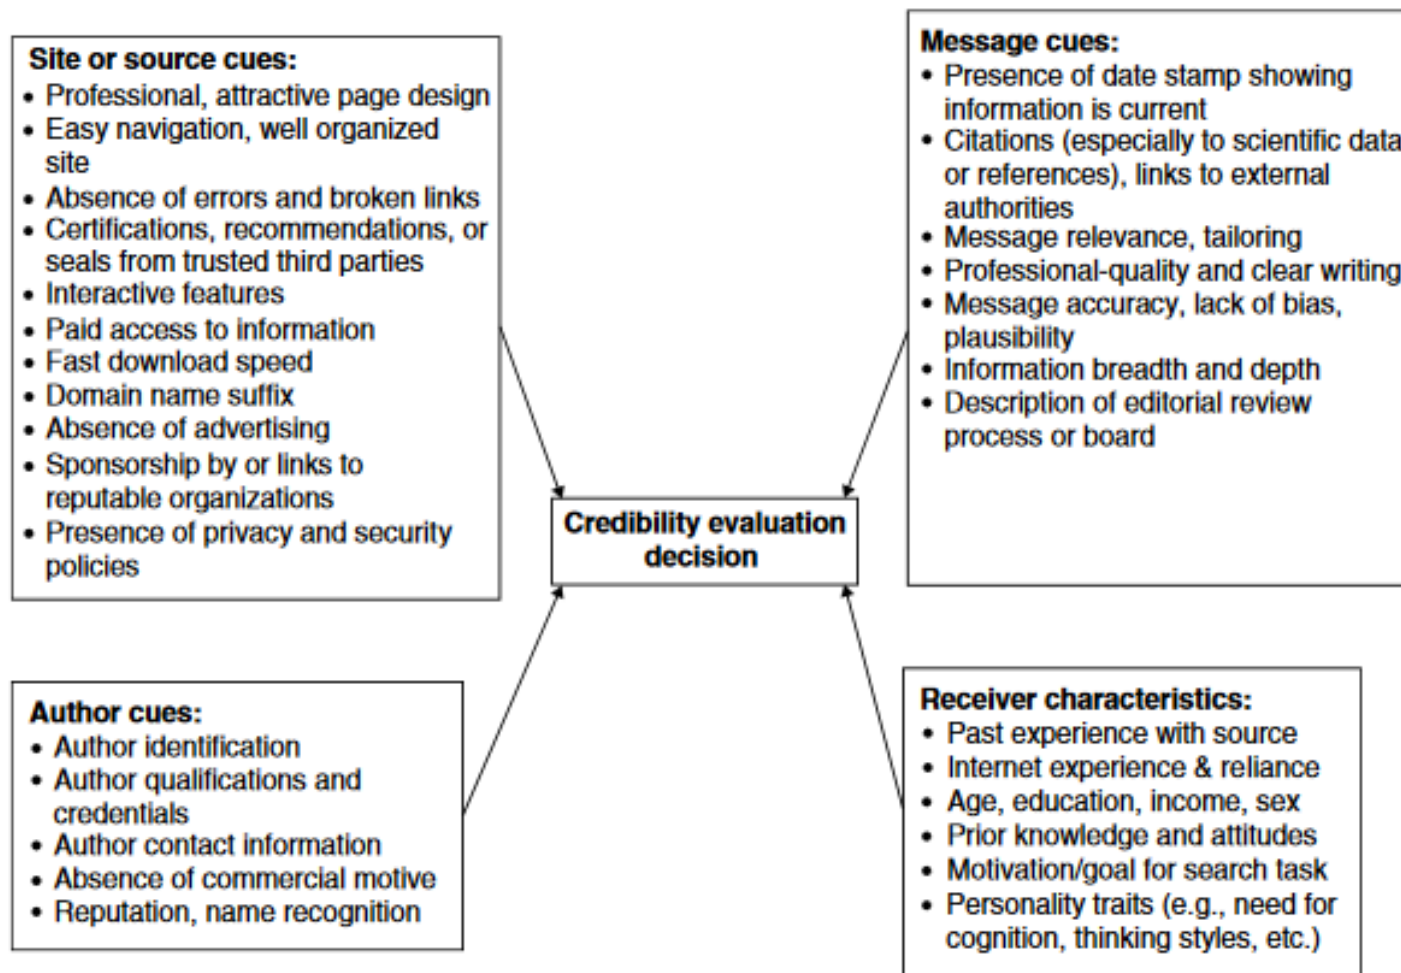 Site or source cues:
• Professional, attractive page design
• Easy navigation, well organized
site
• Absence of errors and broken links
• Certifications, recommendations, or
seals from trusted third parties
• Interactive features
• Paid access to information
• Fast download speed
• Domain name suffix
• Absence of advertising
• Sponsorship by or links to
reputable organizations
• Presence of privacy and security
policies
Message cues:
• Presence of date stamp showing
information is current
• Citations (especially to scientific data
or references), links to external
authorities
• Message relevance, tailoring
• Professional-quality and clear writing
• Message accuracy, lack of bias,
plausibility
• Information breadth and depth
• Description of editorial review
process or board
Credibility evaluation
decision
Author cues:
• Author identification
• Author qualifications and
credentials
• Author contact information
• Absence of commercial motive
• Reputation, name recognition
Receiver characteristics:
• Past experience with source
• Internet experience & reliance
• Age, education, income, sex
• Prior knowledge and attitudes
• Motivation/goal for search task
• Personality traits (e.g., need for
cognition, thinking styles, etc.)